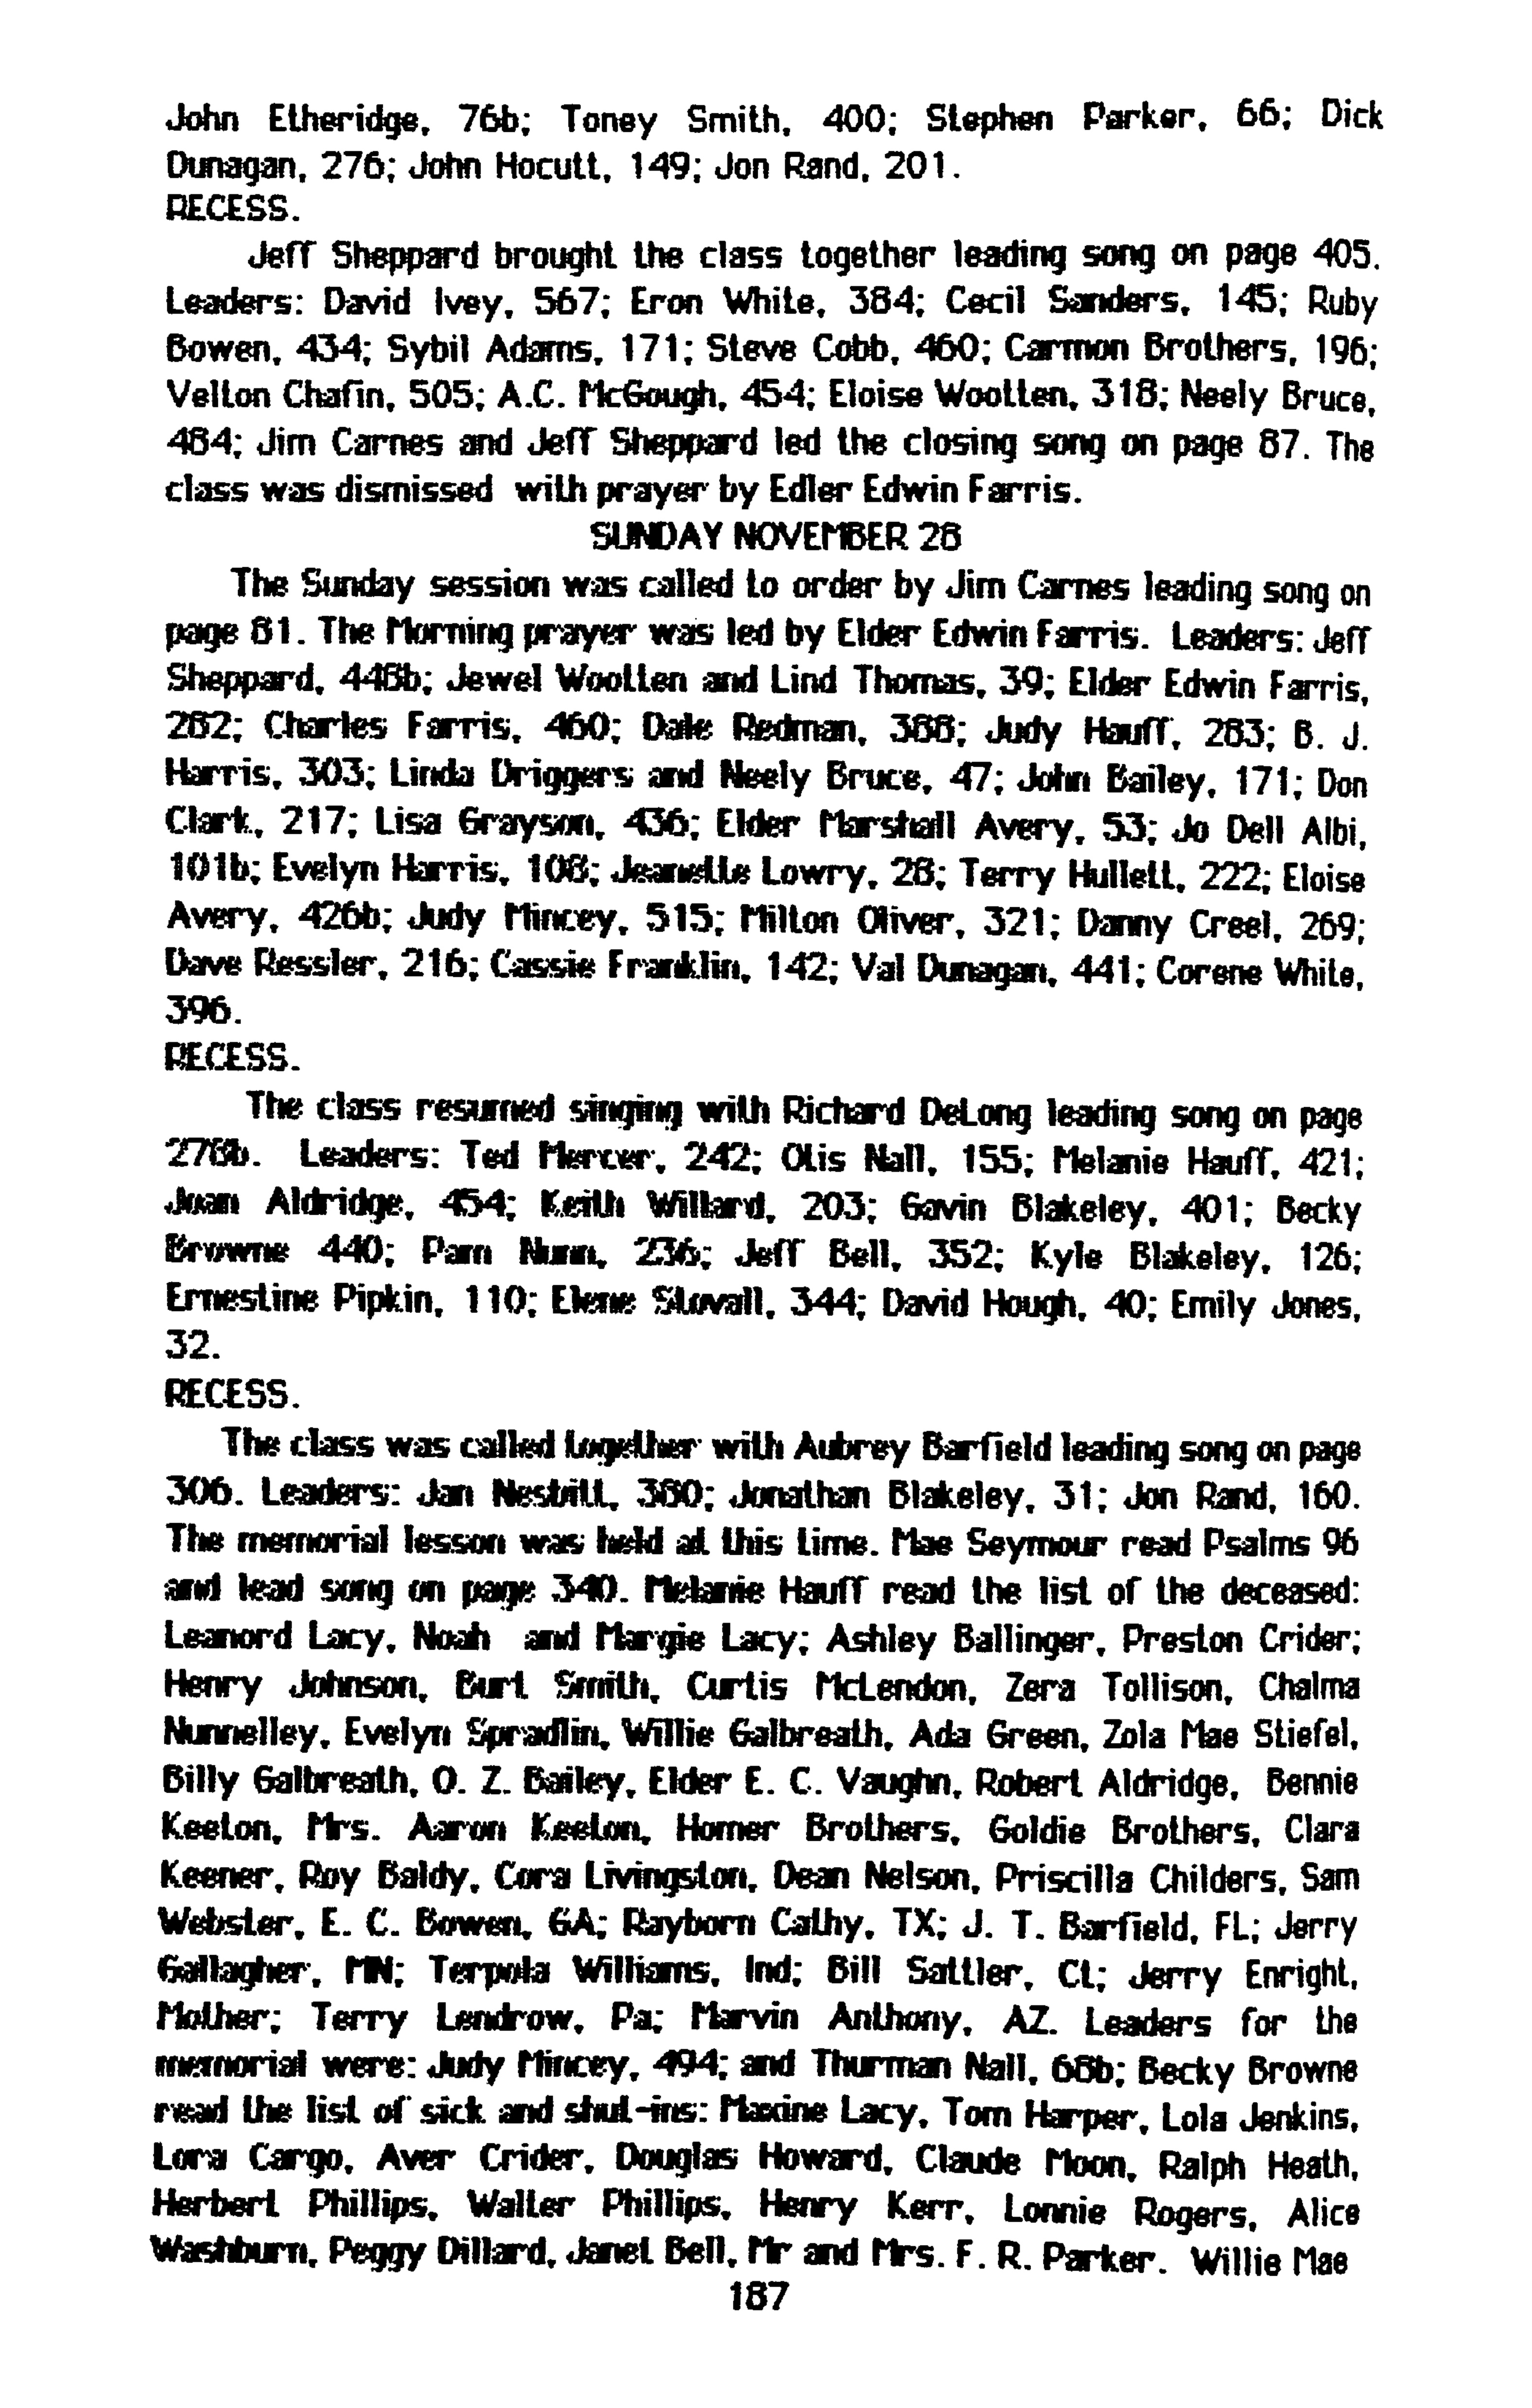 John Etheridge, 76b; Toney Smith, 400; Stephen Parker, 66; Dick
Dunagan, 276; John Hocutt, 149; Jon Rand, 201.
RECESS.
Jeff Sheppard brought the class together leading song on page 405.
Leaders: David Ivey, 567; Eron White, 384; Cecil Sanders, 145; Ruby
Bowen, 434; Sybil Adams, 171; Steve Cobb, 460; Carmon Brothers, 196;
Velton Chafin, 505; A.C. McGough, 454; Eloise Wootten, 318; Neely Bruce,
484; Jim Carnes and Jeff Sheppard led the closing song on page 87. The
class was dismissed with prayer by Edler Edwin Farris.
SUNDAY NOVEMBER 28
The Sunday session was called to order by Jim Carnes leading song on
page 81. The Morning prayer was led by Elder Edwin Farris. Leaders: Jeff
Sheppard, 448b; Jewel Wootten and Lind Thomas, 39; Elder Edwin Farris,
282; Charles Farris, 460; Dale Redman, 388; Judy Hauff, 283; B. J.
Harris, 303; Linda Driggers and Neely Bruce, 47; John Bailey, 171; Don
Clark, 217; Lisa Grayson, 436; Elder Marshall Avery, 53; Jo Dell Albi,
101b; Evelyn Harris, 108; Jeanette Lowry, 28; Terry Hullett, 222; Eloise
Avery, 426b; Judy Mincey, 515; Milton Oliver, 321; Danny Creel, 269;
Dave Ressler, 216; Cassie Franklin, 142; Val Dunagan, 441; Corene White,
396.
RECESS.
The class resumed singing with Richard DeLong leading song on page
278b. Leaders: Ted Mercer, 242; Otis Nall, 155; Melanie Hauff, 421;
Joan Aldridge, 454; Keith Willard, 203; Gavin Blakeley, 401; Becky
Browne 440; Pam Nunn, 236; Jeff Bell, 352; Kyle Blakeley, 126;
Ernestine Pipkin, 110; Elene Stovall, 344; David Hough, 40; Emily Jones,
32.
RECESS.
The class was called together with Aubrey Barfield leading song on page
306. Leaders: Jan Nesbitt, 380; Jonathan Blakeley, 31; Jon Rand, 160.
The memorial lesson was held at this time. Mae Seymour read Psalms 96
and lead song on page 340. Melanie Hauff read the list of the deceased:
Leanord Lacy, Noah and Margie Lacy; Ashley Ballinger, Preston Crider;
Henry Johnson, Burt Smith, Curtis McLendon, Zera Tollison, Chalma
Nunnelley, Evelyn Spradlin, Willie Galbreath, Ada Green, Zola Mae Stiefel,
Billy Galbreath, O. Z. Bailey, Elder E. C. Vaughn, Robert Aldridge, Bennie
Keeton, Mrs. Aaron Keeton, Homer Brothers, Goldie Brothers, Clara
Keener, Roy Baldy, Cora Livingston, Dean Nelson, Priscilla Childers, Sam
Webster, E. C. Bowen, GA; Rayborn Cathy, TX; J. T. Barfield, FL; Jerry
Gallagher, MN; Terpola Williams, Ind; Bill Sattler, Ct; Jerry Enright,
Mother; Terry Lendrow, Pa; Marvin Anthony, AZ. Leaders for the
memorial were: Judy Mincey, 494; and Thurman Nall, 68b; Becky Browne
read the list of sick and shut-ins: Maxine Lacy, Tom Harper, Lola Jenkins,
Lora Cargo, Aver Crider, Douglas Howard, Claude Moon, Ralph Heath,
Herbert Phillips, Walter Phillips, Henry Kerr, Lonnie Rogers, Alice
Washburn, Peggy Dillard, Janet Bell, Mr and Mrs. F. R. Parker. Willie Mae
187